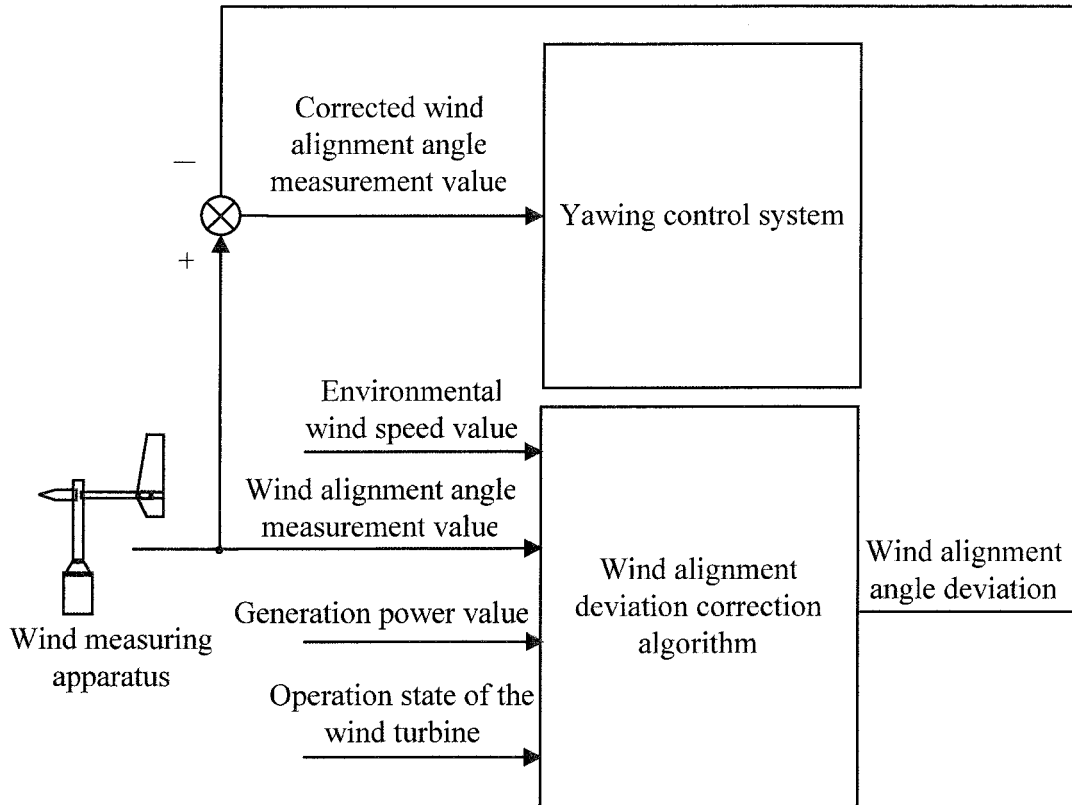 Corrected wind
alignment angle
measurement value
—
+
Yawing control system
Environmental
wind speed value
Wind alignment angle
measurement value
Generation power value
Operation state of the
wind turbine
Wind measuring
apparatus
Wind alignment
deviation correction
algorithm
Wind alignment
angle deviation